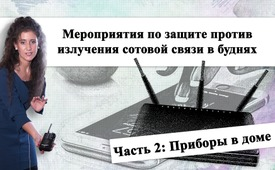 Мероприятия по защите против
излучения сотовой связи в буднях
Часть 2: Приборы в доме